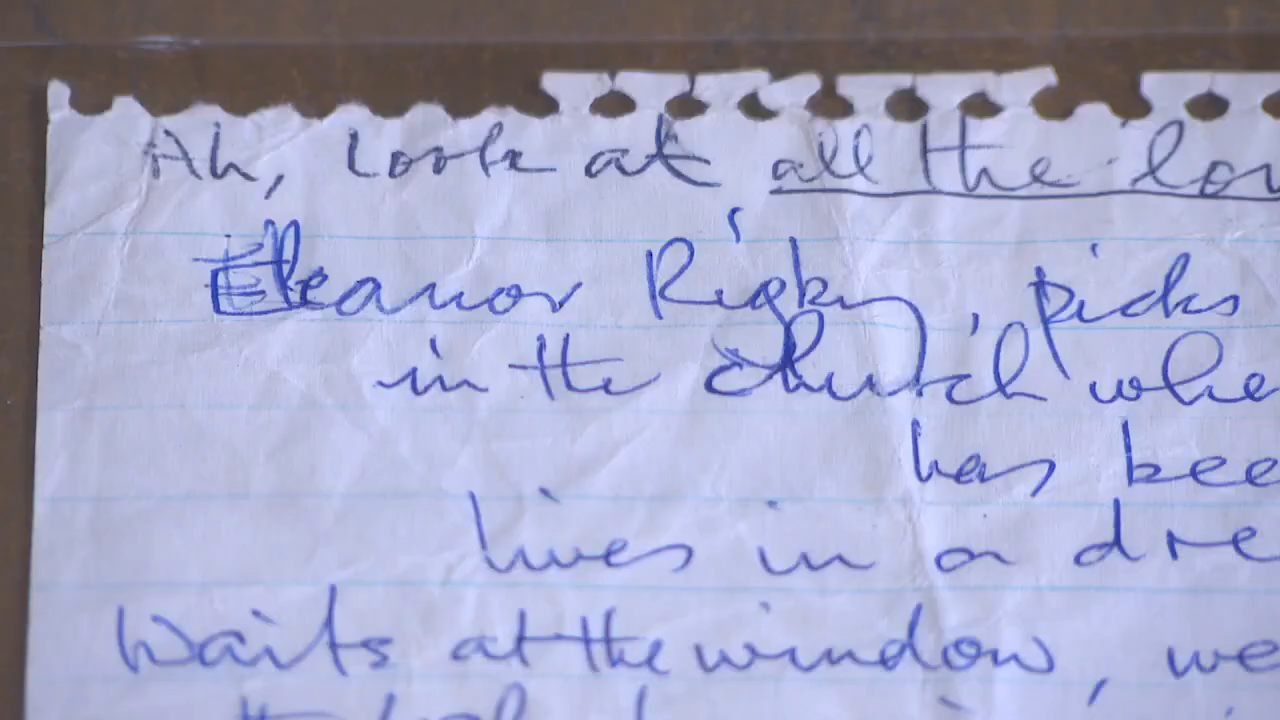 Ah, Look at all the lon
Eleanor Rigby, picks
in the church whe
has bee
lives in a dre
Waits at the window, we